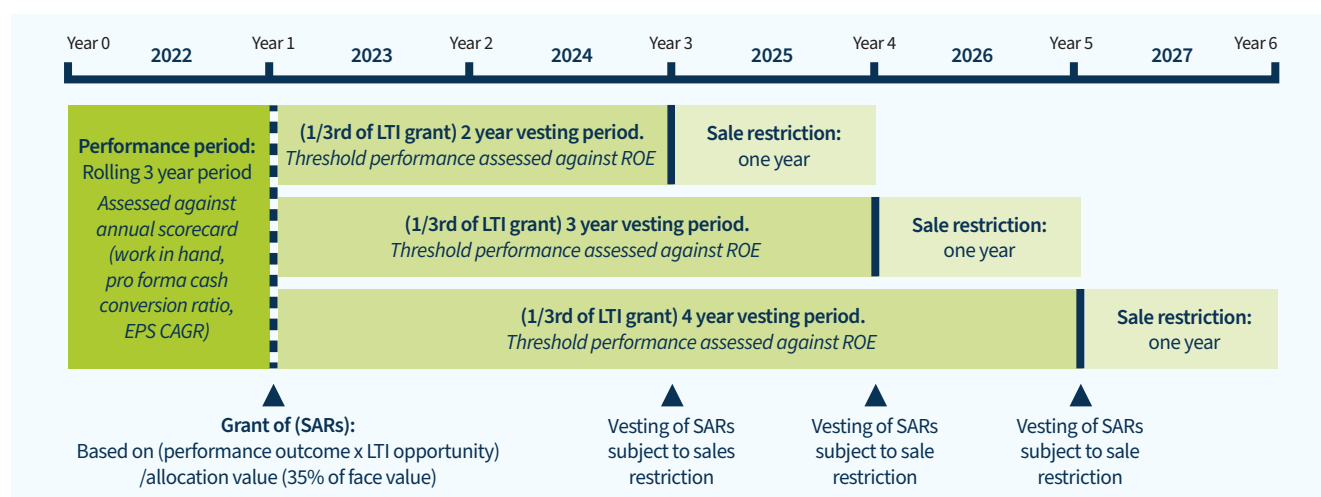 Year 0
2022
Year 1
2023
Year 2
2024
Year 3
2025
Year 4
2026
Year 5
2027
Year 6
Performance period:
Rolling 3 year period
Assessed against
annual scorecard
(work in hand,
pro forma cash
conversion ratio,
EPS CAGR)
(1/3rd of LTI grant) 2 year vesting period.
Threshold performance assessed against ROE
Sale restriction:
one year
(1/3rd of LTI grant) 3 year vesting period.
Threshold performance assessed against ROE
Sale restriction:
one year
(1/3rd of LTI grant) 4 year vesting period.
Threshold performance assessed against ROE
Sale restriction:
one year
Grant of (SARs):
Based on (performance outcome x LTI opportunity)
/allocation value (35% of face value)
Vesting of SARs
subject to sales
restriction
Vesting of SARs
subject to sale
restriction
Vesting of SARs
subject to sale
restriction